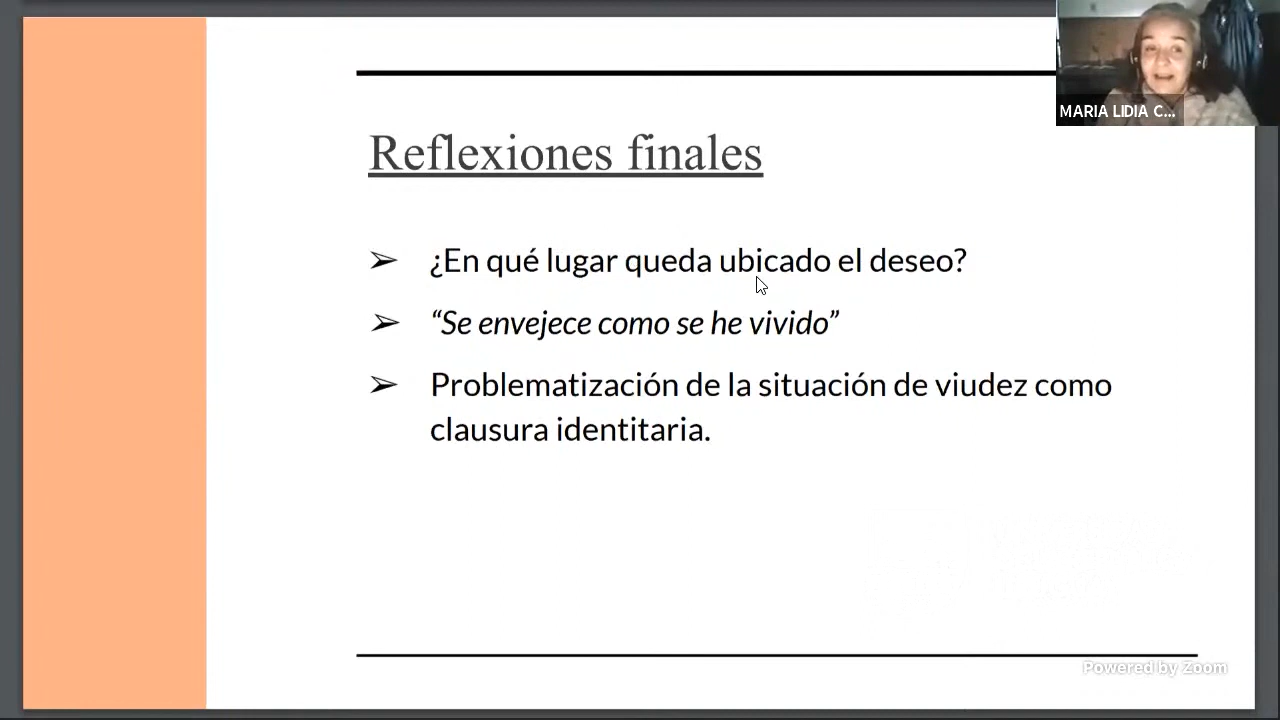 MARIA LIDIA C...
Reflexiones finales
➢ ¿En qué lugar queda ubicado el deseo?
➢ “Se envejece como se he vivido”
➢ Problematización de la situación de viudez como
clausura identitaria.
Powered by Zoom